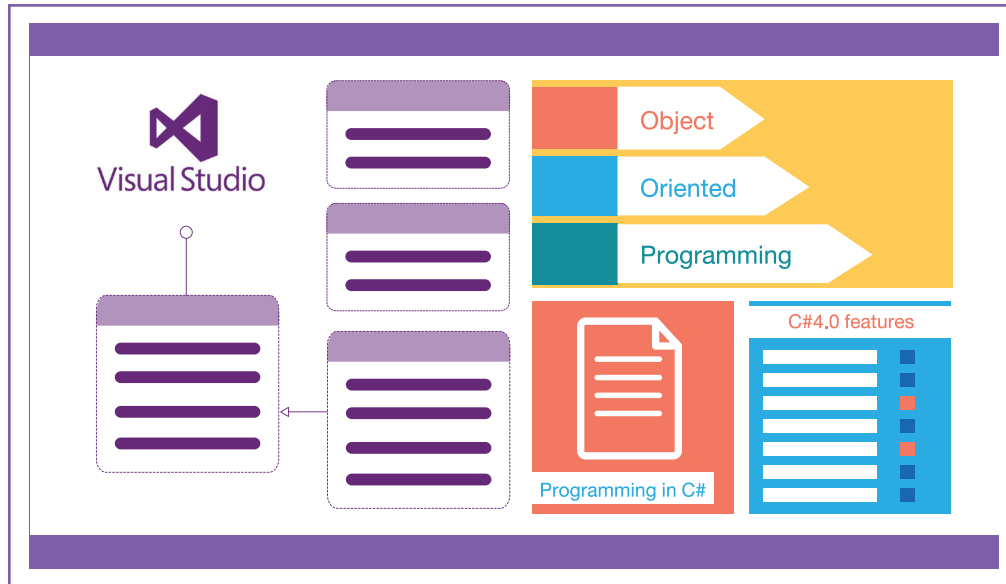 Visual Studio
Object
Oriented
Programming
Programming in C#
C#4.0 features